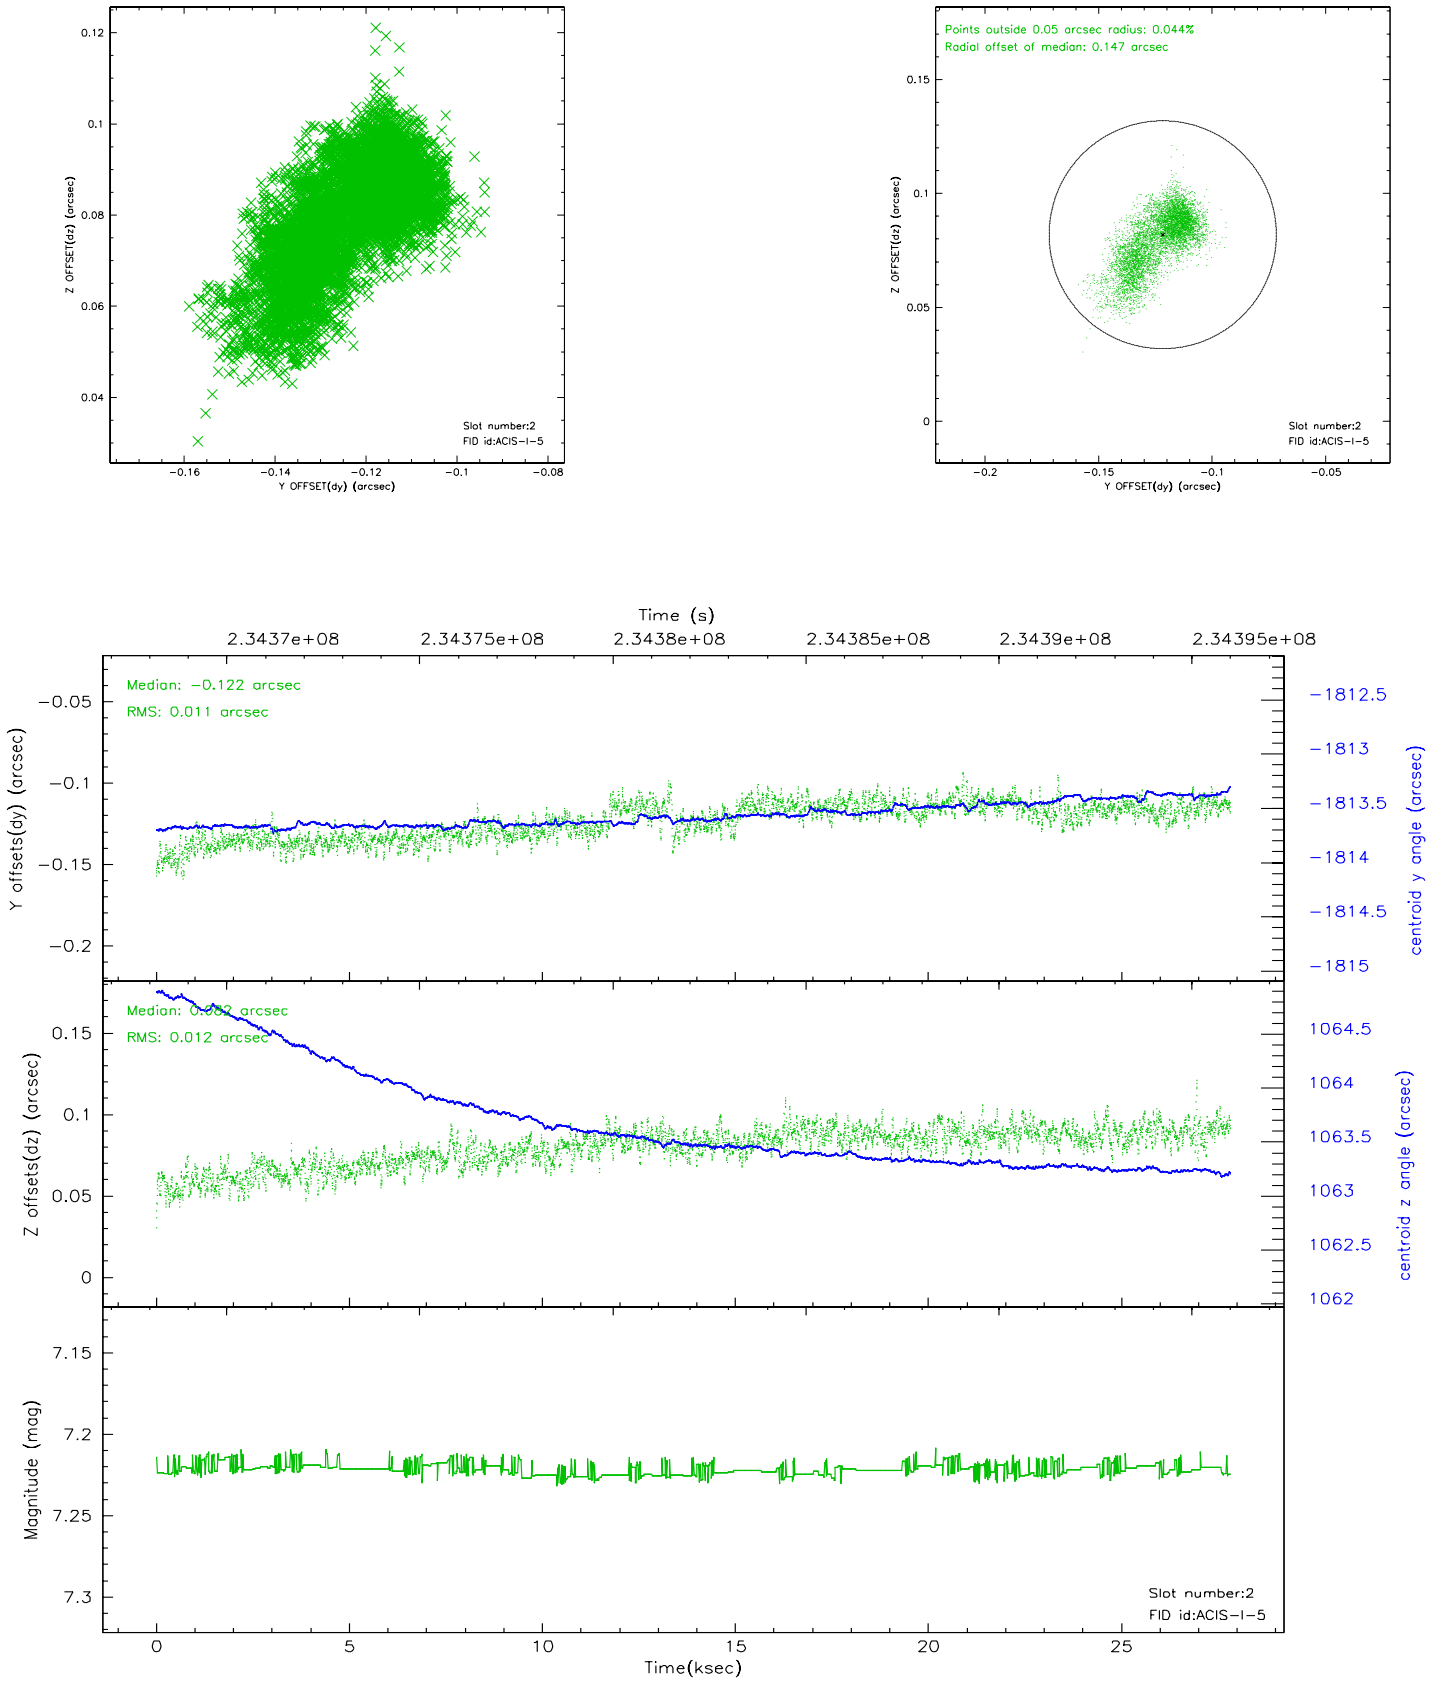 0.12
0.1
0.08
0.06
0.04
Z OFFSET(dz) (arcsec)
Slot number:2
FID id:ACIS-I-5
-0.16 -0.14 -0.12 -0.1 -0.08
Y OFFSET(dy) (arcsec)
Points outside 0.05 arcsec radius: 0.044%
Radial offset of median: 0.147 arcsec
0.15
0.1
0.05
0
Z OFFSET(dz) (arcsec)
Slot number:2
FID id:ACIS-I-5
-0.2 -0.15 -0.1 -0.05
Y OFFSET(dy) (arcsec)
Time (s)
2.3437e+08 2.34375e+08 2.3438e+08 2.34385e+08 2.3439e+08 2.34395e+08
Median: -0.122 arcsec
RMS: 0.011 arcsec
-0.05
-0.1
-0.15
-0.2
Y offsets(dy) (arcsec)
-1812.5
-1813
-1813.5
-1814
-1814.5
-1815
centroid y angle (arcsec)
Median: 0.082 arcsec
RMS: 0.012 arcsec
0.15
0.1
0.05
0
Z offsets(dz) (arcsec)
1064.5
1064
1063.5
1063
1062.5
1062
centroid z angle (arcsec)
7.15
7.2
7.25
7.3
Magnitude (mag)
Slot number:2
FID id:ACIS-I-5
0 5 10 15 20 25
Time(ksec)